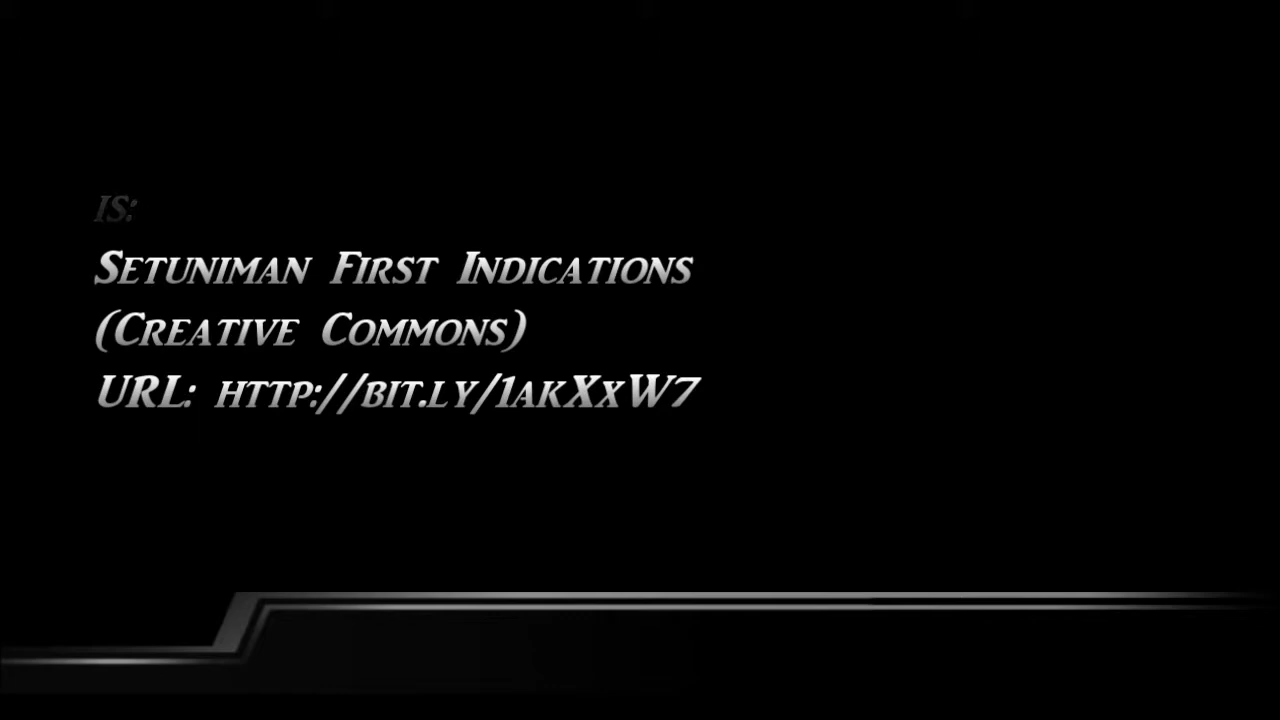 is:
Setuniman First Indications
(Creative Commons)
URL: http://bit.ly/1akXxW7